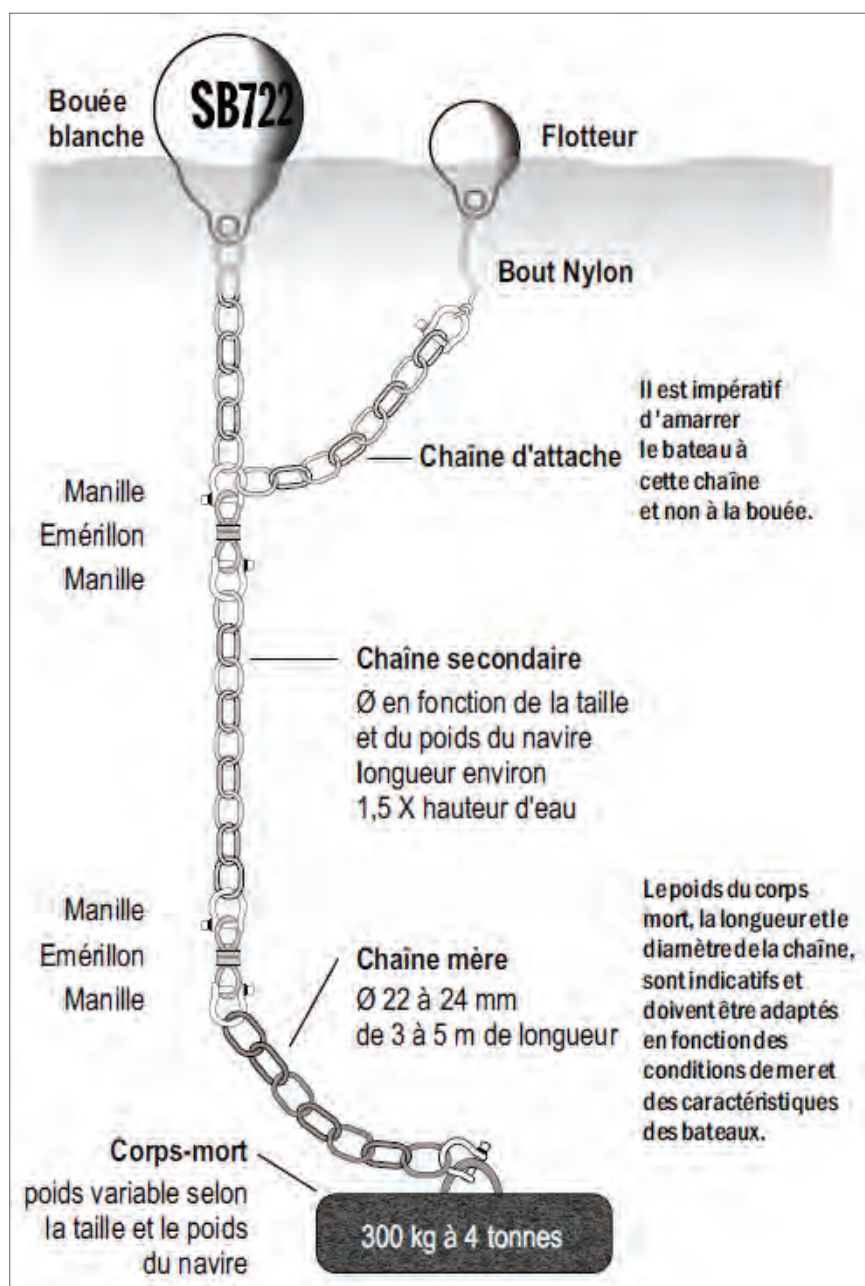 Bouée
blanche
SB722
Flotteur
Bout Nylon
Il est impératif
d'amarrer
le bateau à
cette chaîne
et non à la bouée.
Chaîne d'attache
Manille
Emérillon
Manille
Chaîne secondaire
Ø en fonction de la taille
et du poids du navire
longueur environ
1,5 X hauteur d'eau
Manille
Emérillon
Manille
Chaîne mère
Ø 22 à 24 mm
de 3 à 5 m de longueur
Le poids du corps
mort, la longueur et le
diamètre de la chaîne,
sont indicatifs et
doivent être adaptés
en fonction des
conditions de mer et
des caractéristiques
des bateaux.
Corps-mort
poids variable selon
la taille et le poids
du navire
300 kg à 4 tonnes